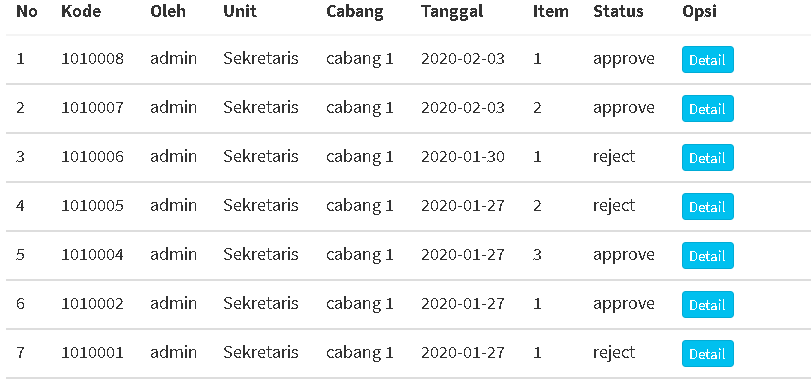 No Kode Oleh Unit Cabang Tanggal Item Status Opsi
1 1010008 admin Sekretaris cabang 1 2020-02-03 1 approve Detail
2 1010007 admin Sekretaris cabang 1 2020-02-03 2 approve Detail
3 1010006 admin Sekretaris cabang 1 2020-01-30 1 reject Detail
4 1010005 admin Sekretaris cabang 1 2020-01-27 2 reject Detail
5 1010004 admin Sekretaris cabang 1 2020-01-27 3 approve Detail
6 1010002 admin Sekretaris cabang 1 2020-01-27 1 approve Detail
7 1010001 admin Sekretaris cabang 1 2020-01-27 1 reject Detail